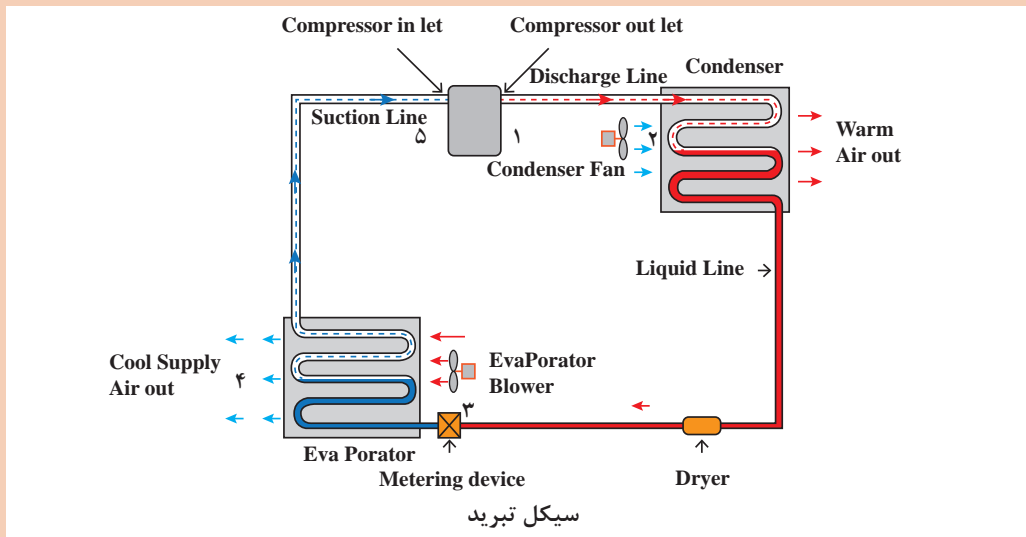 Compressor in let
Compressor out let
Discharge Line
Condenser
Suction Line
۵
۱
۲
Condenser Fan
Warm
Air out
Liquid Line
Cool Supply
Air out
۴
EvaPorator
Blower
۳
Eva Porator
Metering device
Dryer
سیکل تبرید